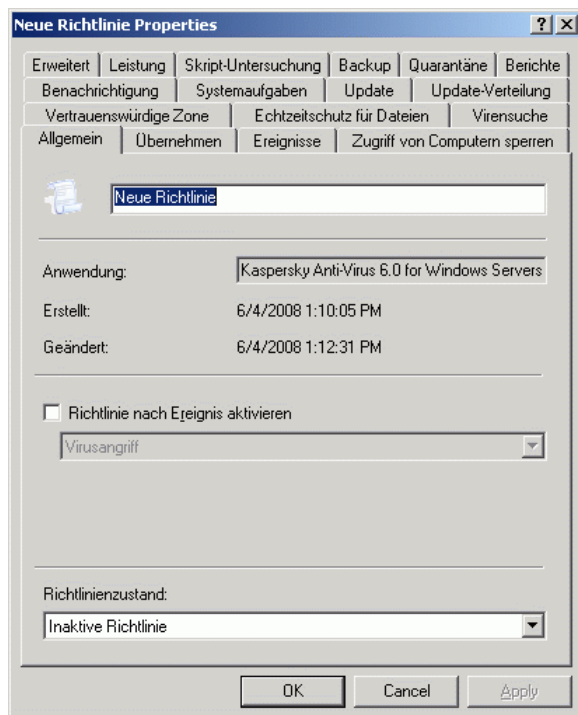 Neue Richtlinie Properties
Erweitert Leistung Skript-Untersuchung Backup Quarantäne Berichte
Benachrichtigung Systemaufgaben Update Update-Verteilung
Vertrauenswürdige Zone Echtzeitschutz für Dateien Virensuche
Allgemein Übernehmen Ereignisse Zugriff von Computern sperren
Neue Richtlinie
Anwendung: Kaspersky Anti-Virus 6.0 for Windows Servers
Erstellt: 6/4/2008 1:10:05 PM
Geändert: 6/4/2008 1:12:31 PM
Richtlinie nach Ereignis aktivieren
Virusangriff
Richtlinienzustand:
Inaktive Richtlinie
OK Cancel Apply